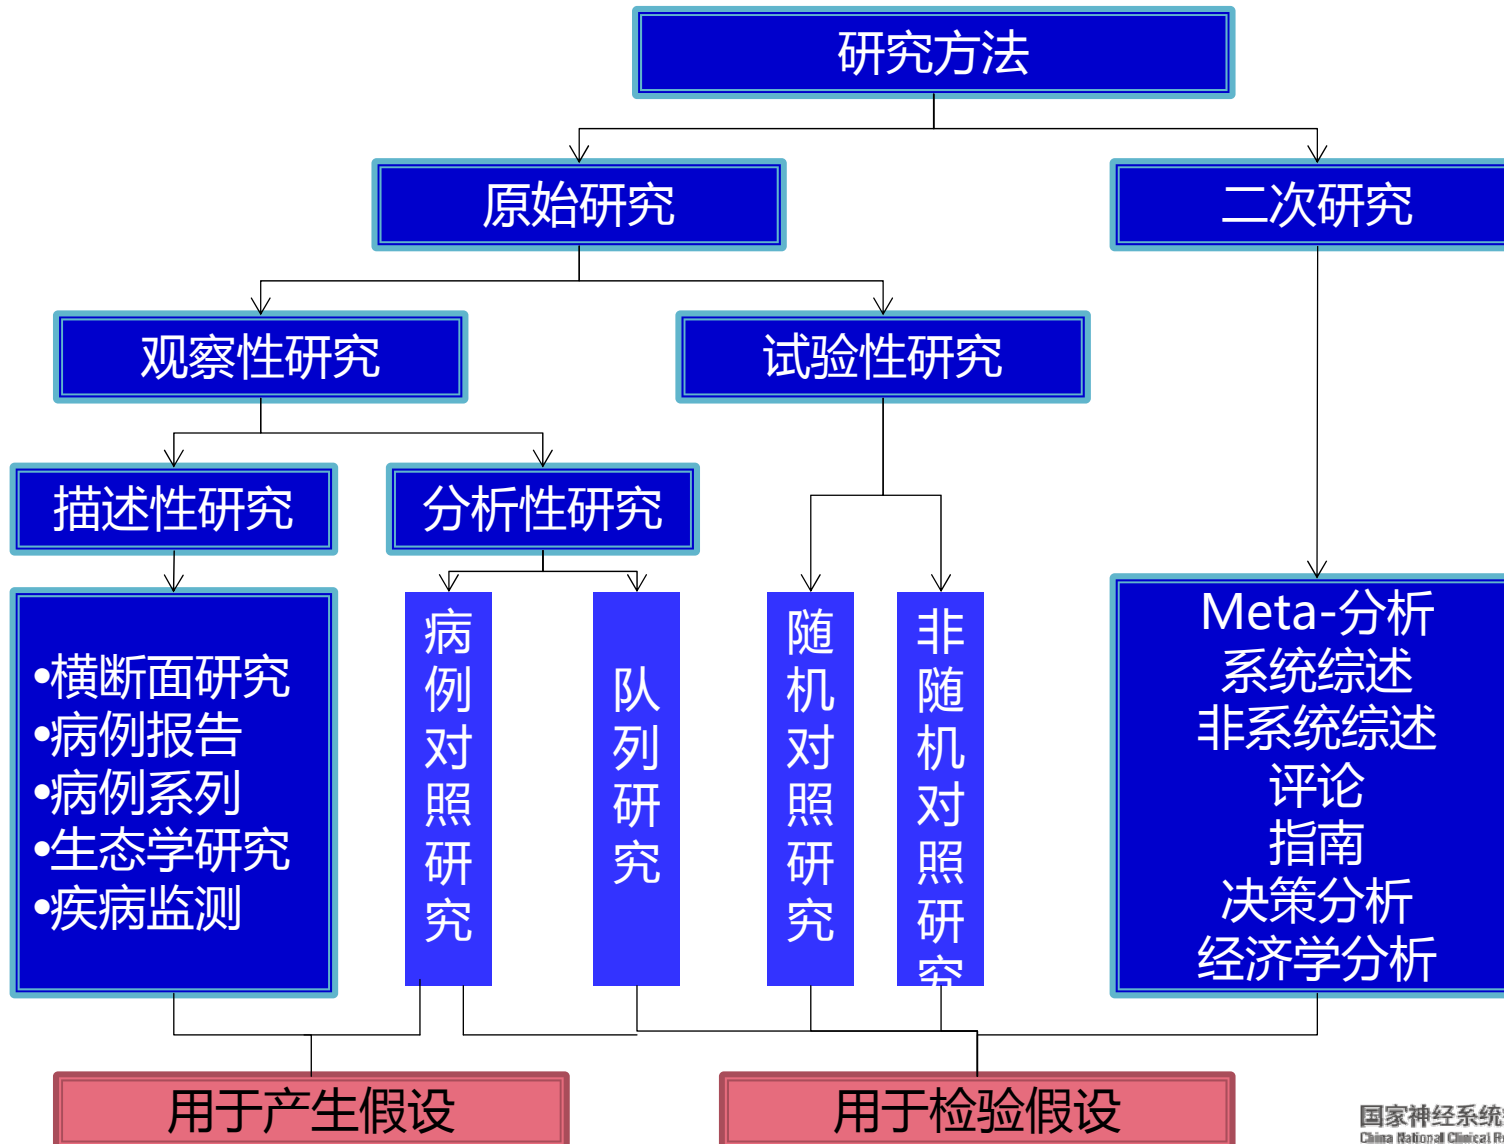 研究方法
原始研究
二次研究
观察性研究
试验性研究
描述性研究
分析性研究
•横断面研究
•病例报告
•病例系列
•生态学研究
•疾病监测
病例对照研究
队列研究
随机对照研究
非随机对照研究
Meta-分析
系统综述
非系统综述
评论
指南
决策分析
经济学分析
用于产生假设
用于检验假设
国家神经系统
China National Clinical